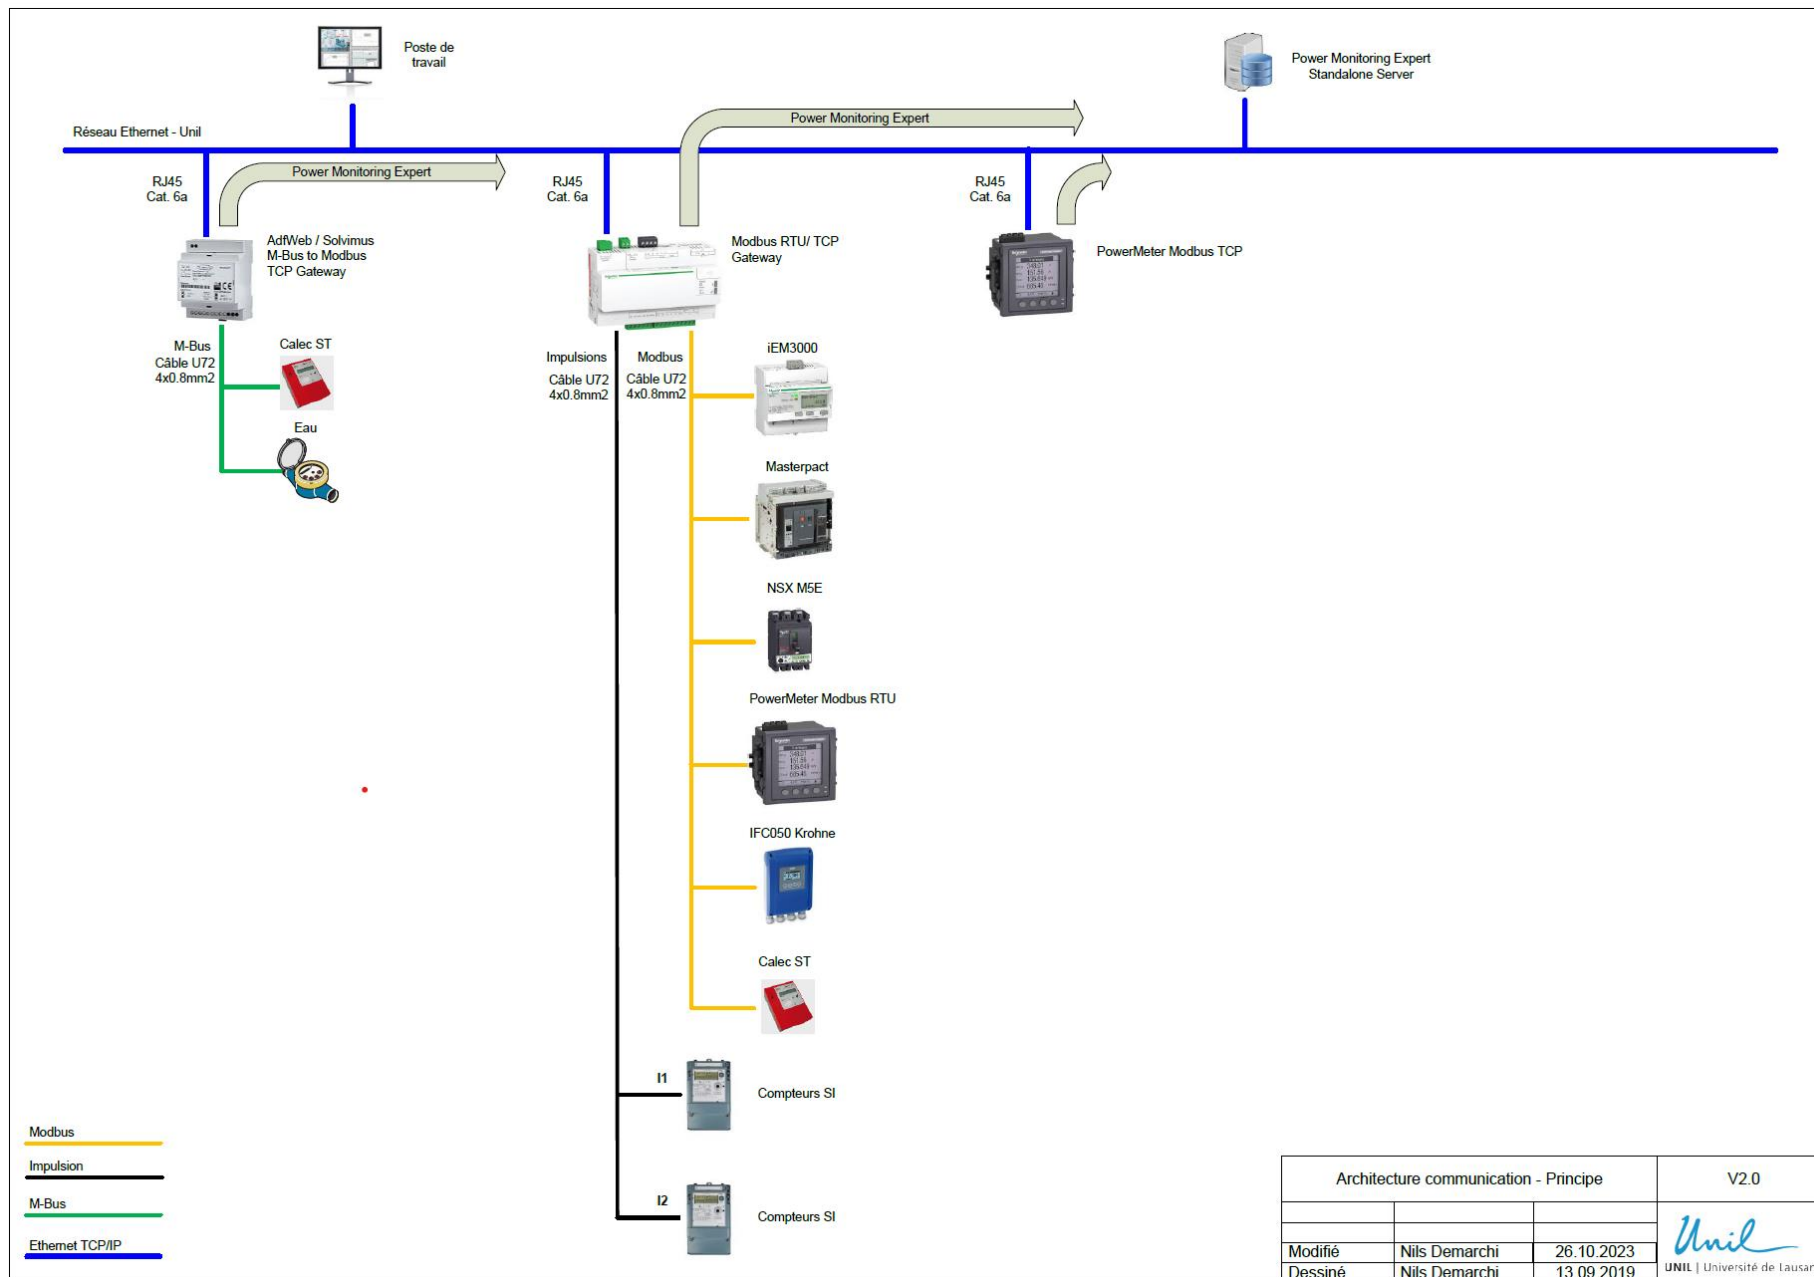 Poste de
travail
Power Monitoring Expert
Standalone Server
Power Monitoring Expert
Réseau Ethernet - Unil
Power Monitoring Expert
RJ45
Cat. 6a
RJ45
Cat. 6a
RJ45
Cat. 6a
AdfWeb / Solvimus
M-Bus to Modbus
TCP Gateway
Modbus RTU/ TCP
Gateway
PowerMeter Modbus TCP
M-Bus
Câble U72
4x0.8mm2
Calec ST
Eau
Impulsions
Câble U72
4x0.8mm2
Modbus
Câble U72
4x0.8mm2
iEM3000
Masterpact
NSX M5E
PowerMeter Modbus RTU
IFC050 Krohne
Calec ST
I1
Compteurs SI
I2
Compteurs SI
Modbus
Impulsion
M-Bus
Ethernet TCP/IP
Architecture communication - Principe
V2.0
Modifié Nils Demarchi 26.10.2023
Dessiné Nils Demarchi 13.09.2019
Unil
UNIL | Université de Lausan